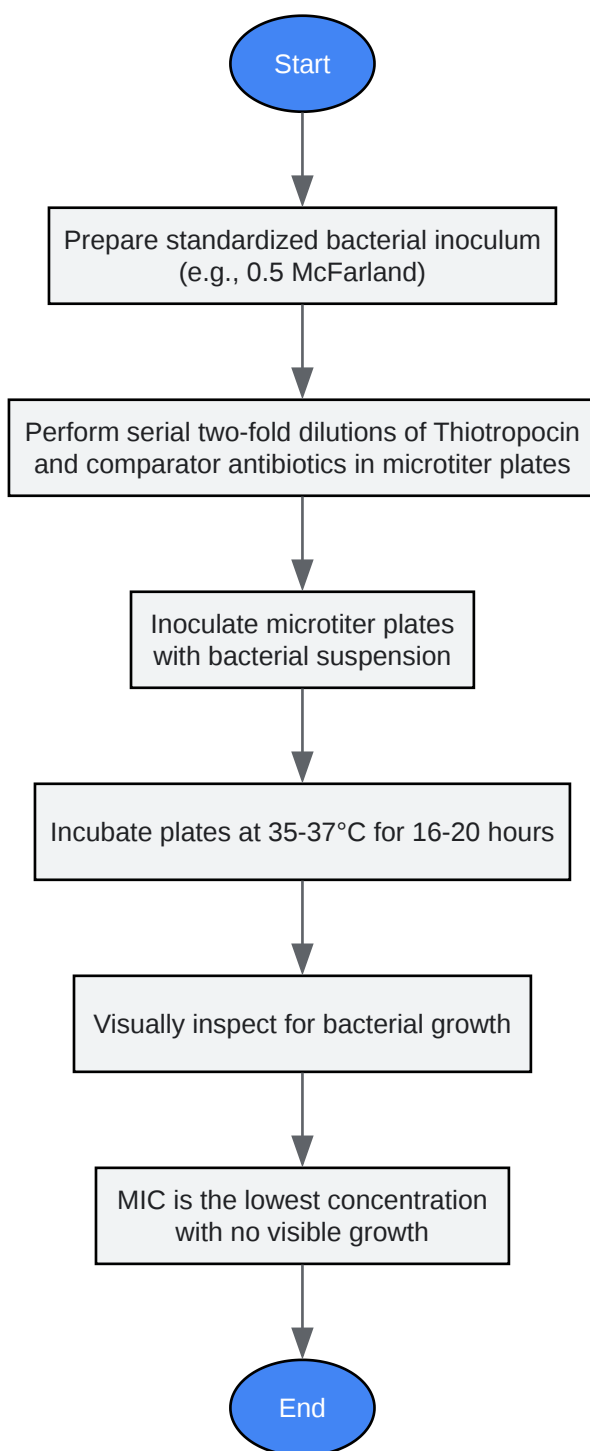 Start
Prepare standardized bacterial inoculum
(e.g., 0.5 McFarland)
Perform serial two-fold dilutions of Thiotropocin
and comparator antibiotics in microtiter plates
Inoculate microtiter plates
with bacterial suspension
Incubate plates at 35-37°C for 16-20 hours
Visually inspect for bacterial growth
MIC is the lowest concentration
with no visible growth
End